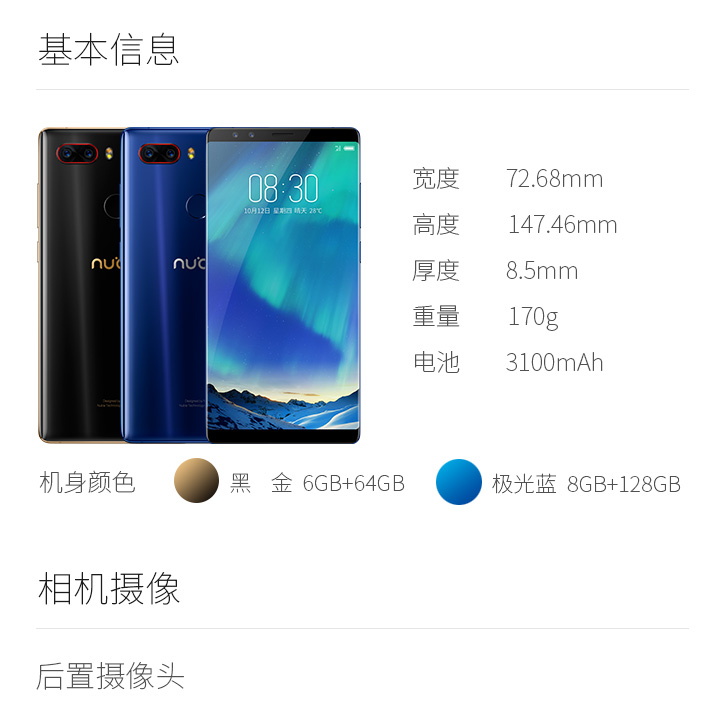 基本信息
08:30
10月12日 星期四 晴天 28℃
宽度 72.68mm
高度 147.46mm
厚度 8.5mm
重量 170g
电池 3100mAh
机身颜色 黑 金 6GB+64GB 极光蓝 8GB+128GB
相机摄像
后置摄像头